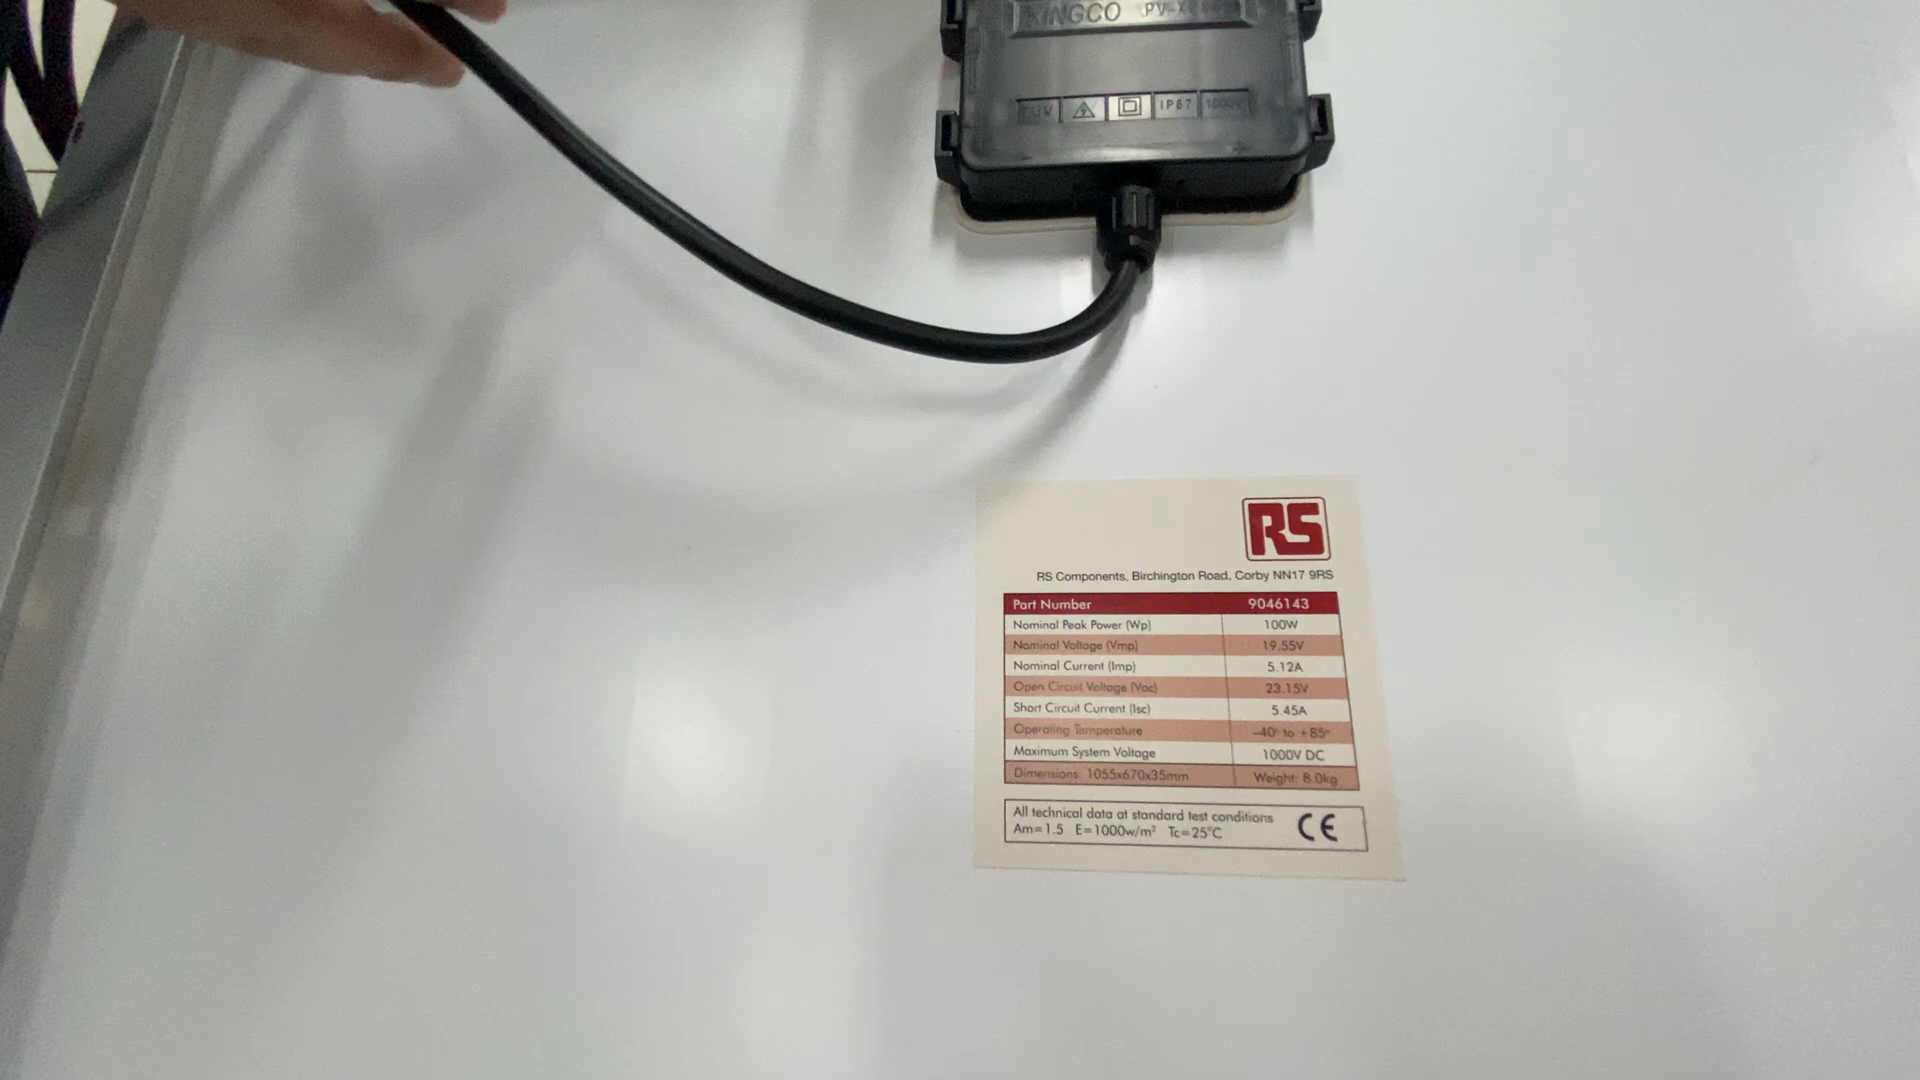 TUV IP67 1000V
RS
RS Components, Birchington Road, Corby NN17 9RS
Part Number 9046143
Nominal Peak Power (Wp) 100W
Nominal Voltage (Vmp) 19.55V
Nominal Current (Imp) 5.12A
Open Circuit Voltage (Voc) 23.15V
Short Circuit Current (Isc) 5.45A
Operating Temperature -40° to +85°
Maximum System Voltage 1000V DC
Dimensions: 1055x670x35mm Weight: 8.0kg
All technical data at standard test conditions
Am=1.5 E=1000w/m² Tc=25°C
CE